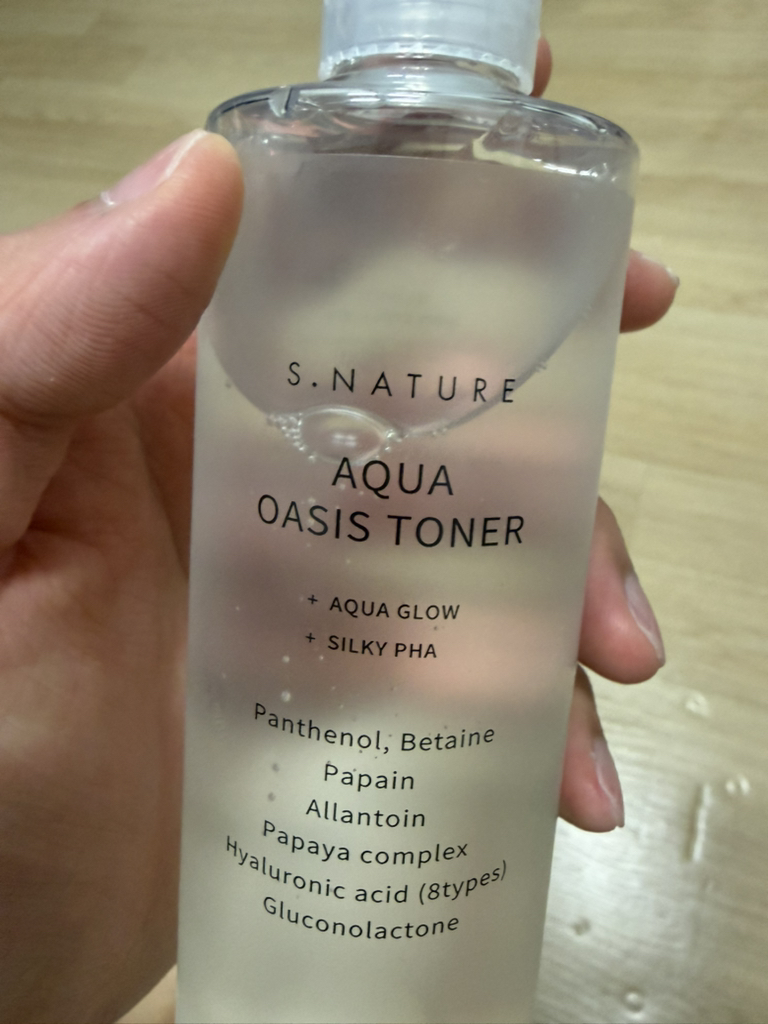 S.NATURE
AQUA
OASIS TONER
+ AQUA GLOW
+ SILKY PHA
Panthenol, Betaine
Papain
Allantoin
Papaya complex
Hyaluronic acid (8types)
Gluconolactone